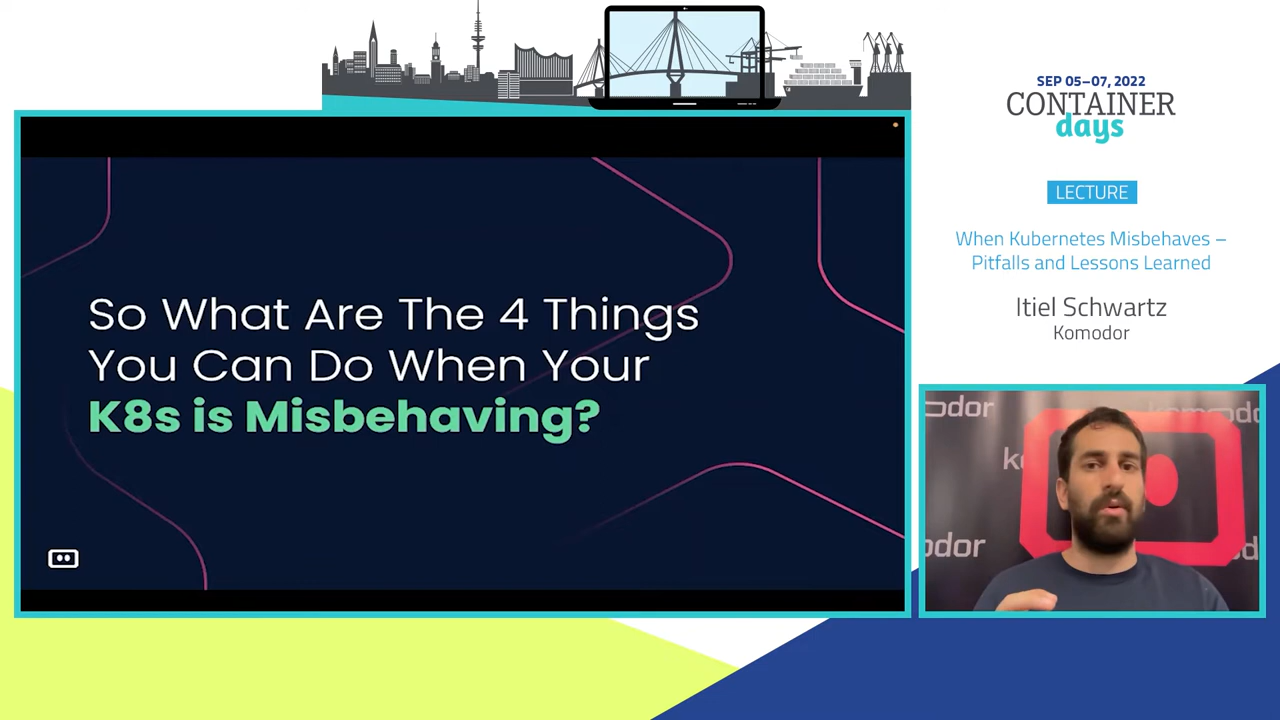 SEP 05–07, 2022
CONTAINER
days
LECTURE
When Kubernetes Misbehaves –
Pitfalls and Lessons Learned
Itiel Schwartz
Komodor
So What Are The 4 Things
You Can Do When Your
K8s is Misbehaving?